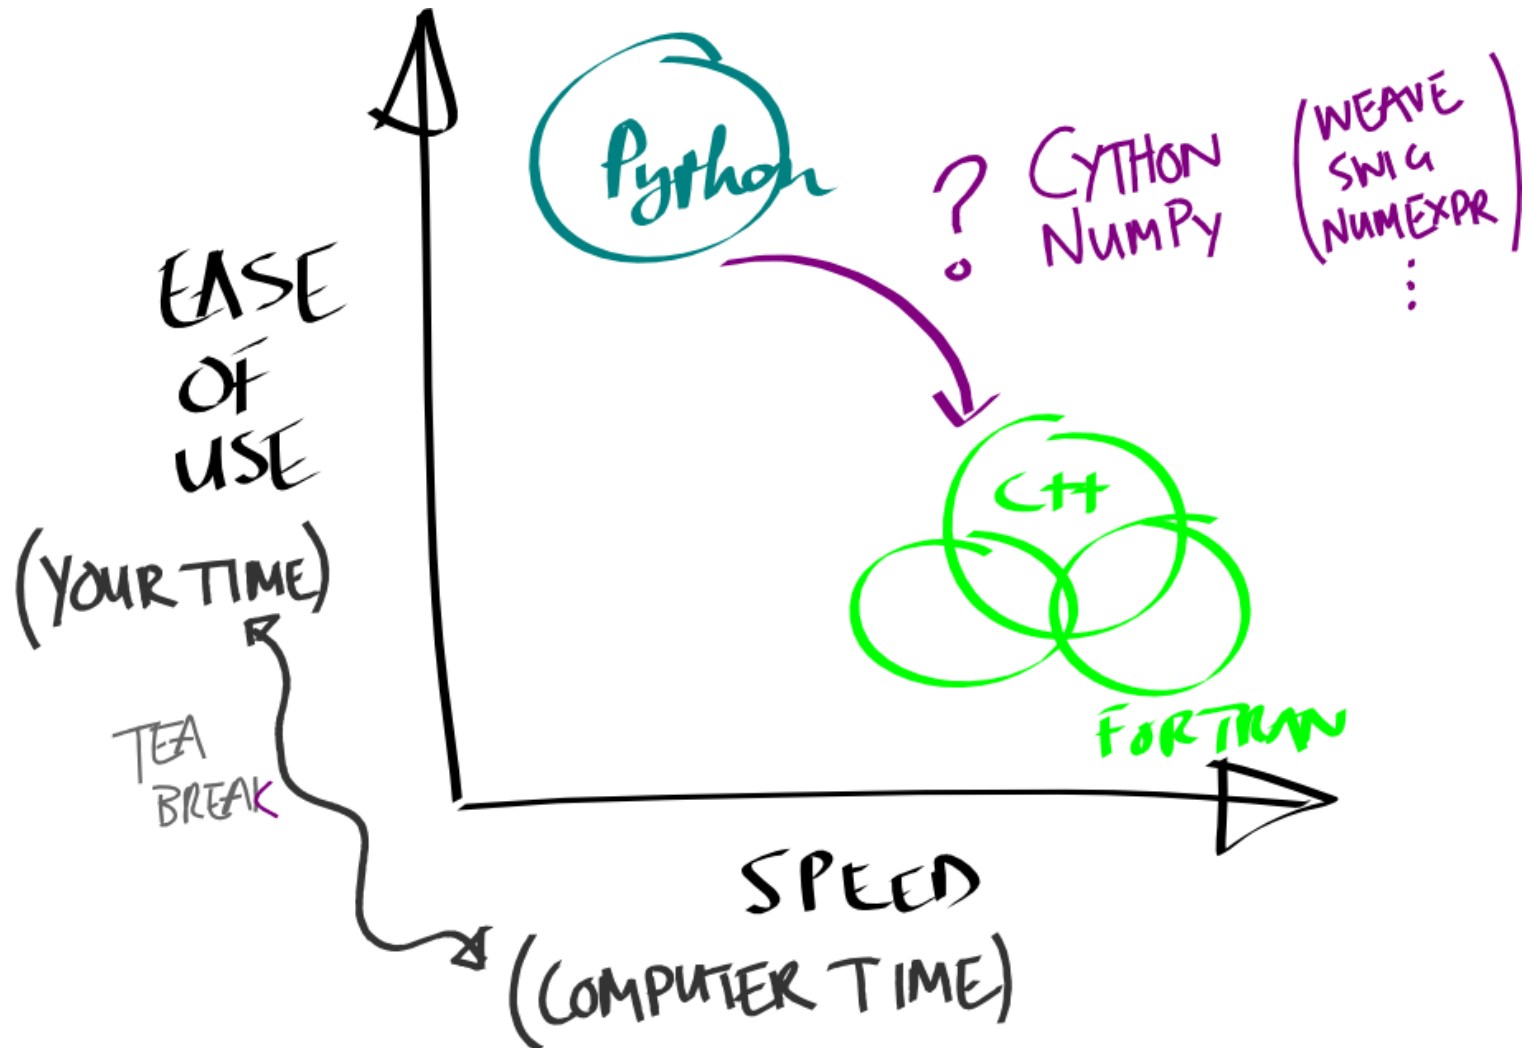 Python
?
CYTHON
NUMPY
(WEAVE
SWIG
NUMEXPR)
⋮
EASE
OF
USE
(YOUR TIME)
C++
FORTRAN
TEA
BREAK
SPEED
(COMPUTER TIME)